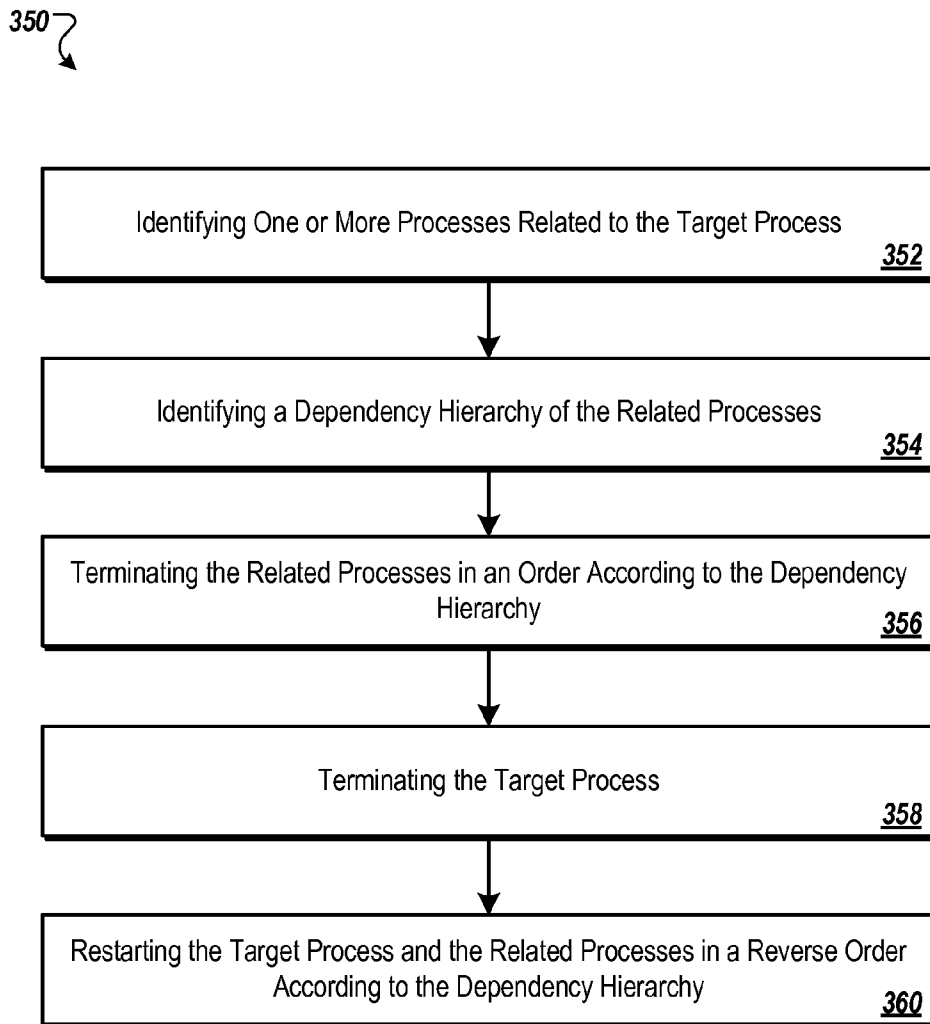 350
Identifying One or More Processes Related to the Target Process
352
Identifying a Dependency Hierarchy of the Related Processes
354
Terminating the Related Processes in an Order According to the Dependency
Hierarchy
356
Terminating the Target Process
358
Restarting the Target Process and the Related Processes in a Reverse Order
According to the Dependency Hierarchy
360